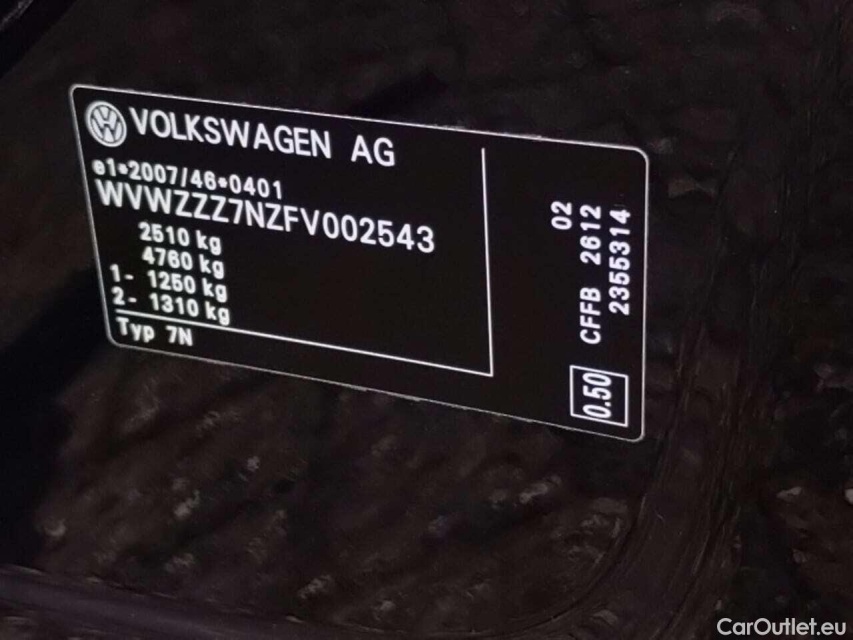 VOLKSWAGEN AG
e1*2007/46*0401
WVWZZZ7NZFV002543
2510 kg
4760 kg
1- 1250 kg
2- 1310 kg
Typ 7N
02
CFFB 2612
2355314
0.50
CarOutlet.eu